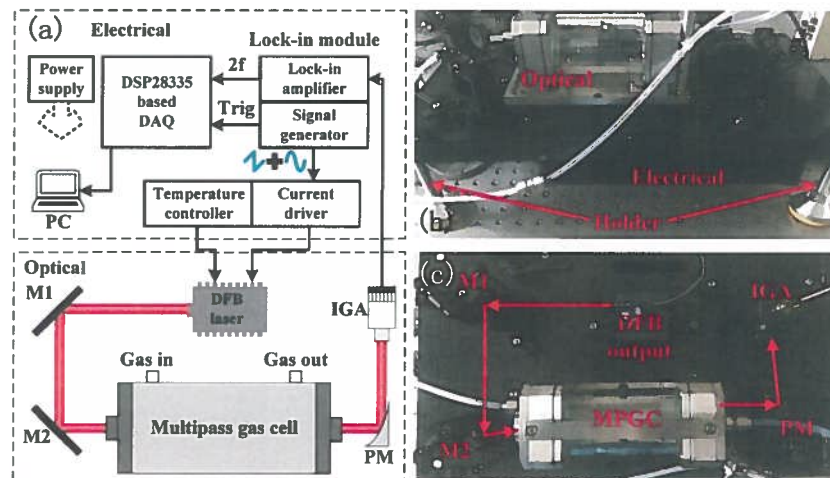 (a)
Electrical
Lock-in module
Power
supply
DSP28335
based
DAQ
2f
Trig
Lock-in
amplifier
Signal
generator
PC
Temperature
controller
Current
driver
Optical
M1
DFB
laser
IGA
Gas in
Gas out
M2
Multipass gas cell
PM
Optical
Electrical
Holder
(b)
(c)
M1
IGA
DFB
output
MPGC
M2
PM